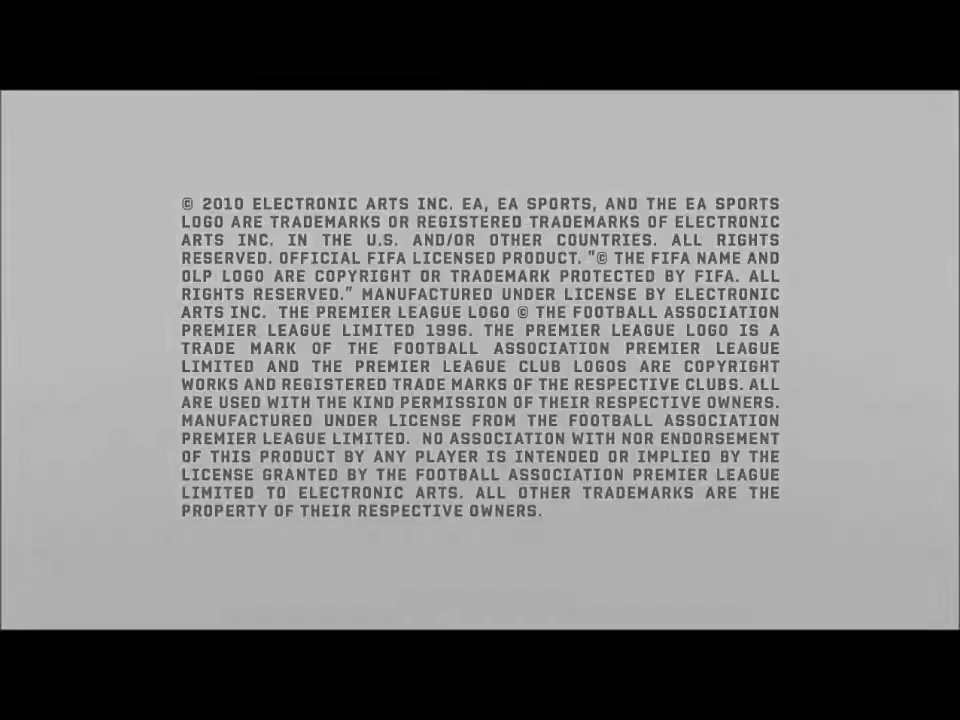 © 2010 ELECTRONIC ARTS INC. EA, EA SPORTS, AND THE EA SPORTS
LOGO ARE TRADEMARKS OR REGISTERED TRADEMARKS OF ELECTRONIC
ARTS INC. IN THE U.S. AND/OR OTHER COUNTRIES. ALL RIGHTS
RESERVED. OFFICIAL FIFA LICENSED PRODUCT. "© THE FIFA NAME AND
OLP LOGO ARE COPYRIGHT OR TRADEMARK PROTECTED BY FIFA. ALL
RIGHTS RESERVED." MANUFACTURED UNDER LICENSE BY ELECTRONIC
ARTS INC. THE PREMIER LEAGUE LOGO © THE FOOTBALL ASSOCIATION
PREMIER LEAGUE LIMITED 1996. THE PREMIER LEAGUE LOGO IS A
TRADE MARK OF THE FOOTBALL ASSOCIATION PREMIER LEAGUE
LIMITED AND THE PREMIER LEAGUE CLUB LOGOS ARE COPYRIGHT
WORKS AND REGISTERED TRADE MARKS OF THE RESPECTIVE CLUBS. ALL
ARE USED WITH THE KIND PERMISSION OF THEIR RESPECTIVE OWNERS.
MANUFACTURED UNDER LICENSE FROM THE FOOTBALL ASSOCIATION
PREMIER LEAGUE LIMITED. NO ASSOCIATION WITH NOR ENDORSEMENT
OF THIS PRODUCT BY ANY PLAYER IS INTENDED OR IMPLIED BY THE
LICENSE GRANTED BY THE FOOTBALL ASSOCIATION PREMIER LEAGUE
LIMITED TO ELECTRONIC ARTS. ALL OTHER TRADEMARKS ARE THE
PROPERTY OF THEIR RESPECTIVE OWNERS.